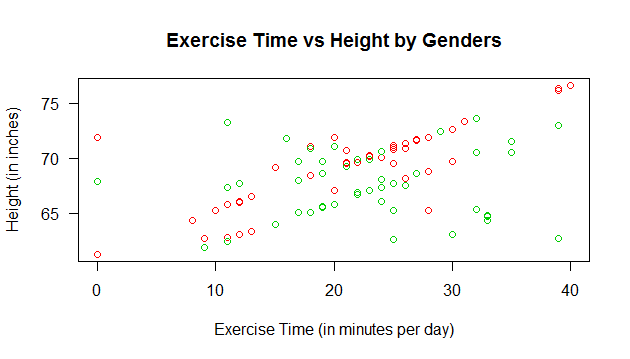 Exercise Time vs Height by Genders
Height (in inches)
75
70
65
0 10 20 30 40
Exercise Time (in minutes per day)